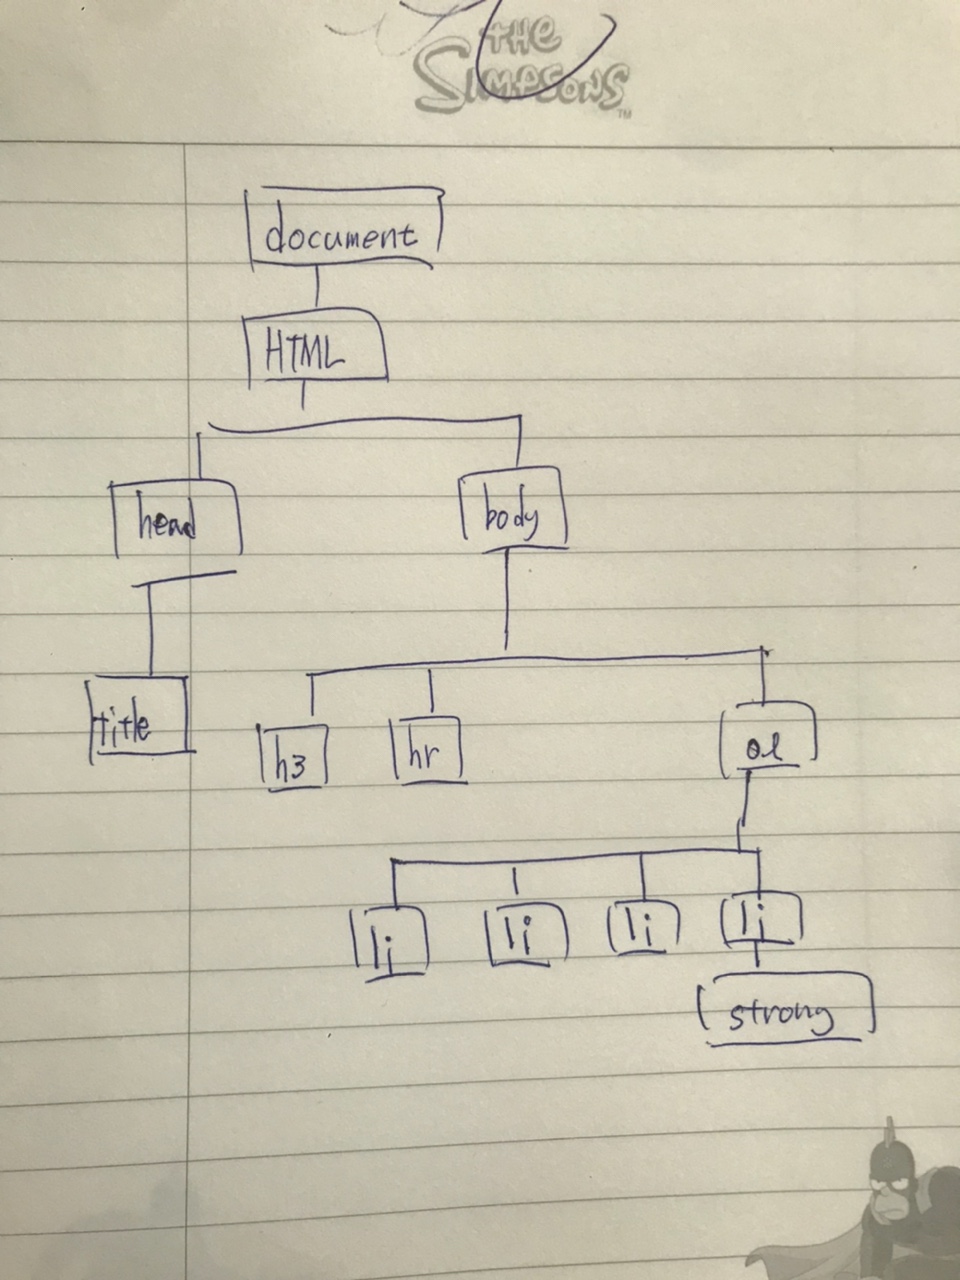 THE
SIMPSONS
TM
document
HTML
head body
title h3 hr ol
li li li li
strong